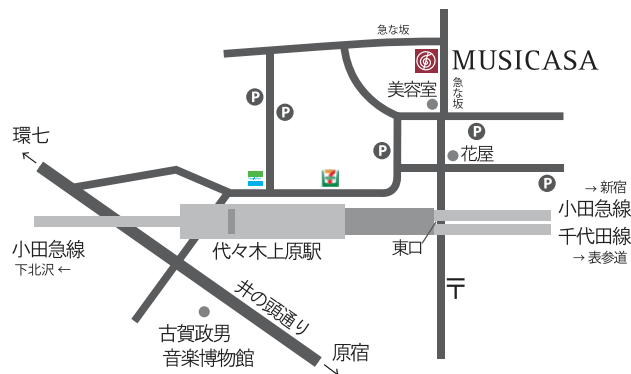 急な坂
MUSICASA
美容室
急な坂
P
P
P
P
P
環七
花屋
→新宿
小田急線
千代田線
→表参道
小田急線
下北沢←
代々木上原駅
東口
〒
井の頭通り
古賀政男
音楽博物館
原宿
7